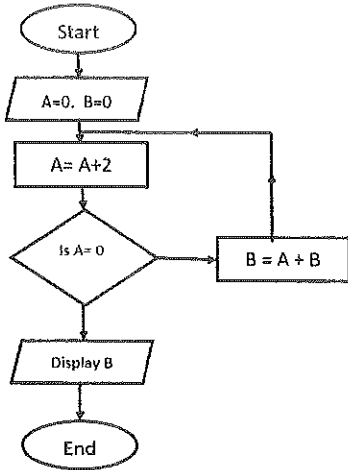 Start
A=0, B=0
A= A+2
Is A= 0
B = A + B
Display B
End